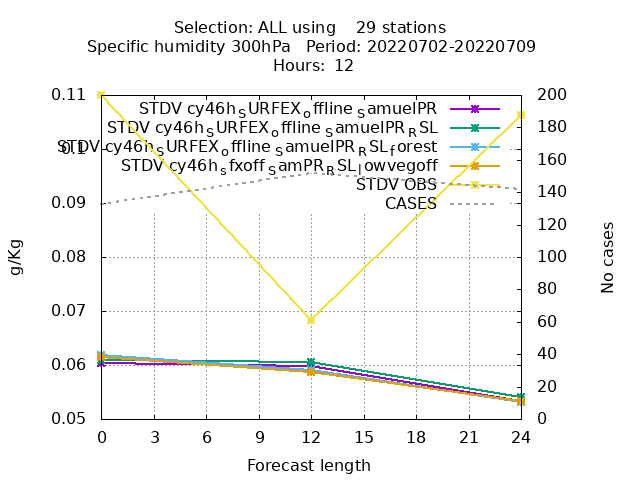 Selection: ALL using    29 stations
Specific humidity 300hPa   Period: 20220702-20220709
Hours:  12
STDV cy46h_SURFEX_offline_SamuelPR
STDV cy46h_SURFEX_offline_SamuelPR_RSL
STDV cy46h_SURFEX_offline_SamuelPR_RSL_forest
STDV cy46h_sfxoff_SamPR_RSL_lowvegoff
STDV OBS
CASES
0.11
0.1
0.09
0.08
0.07
0.06
0.05
g/Kg
200
180
160
140
120
100
80
60
40
20
0
No cases
0 3 6 9 12 15 18 21 24
Forecast length